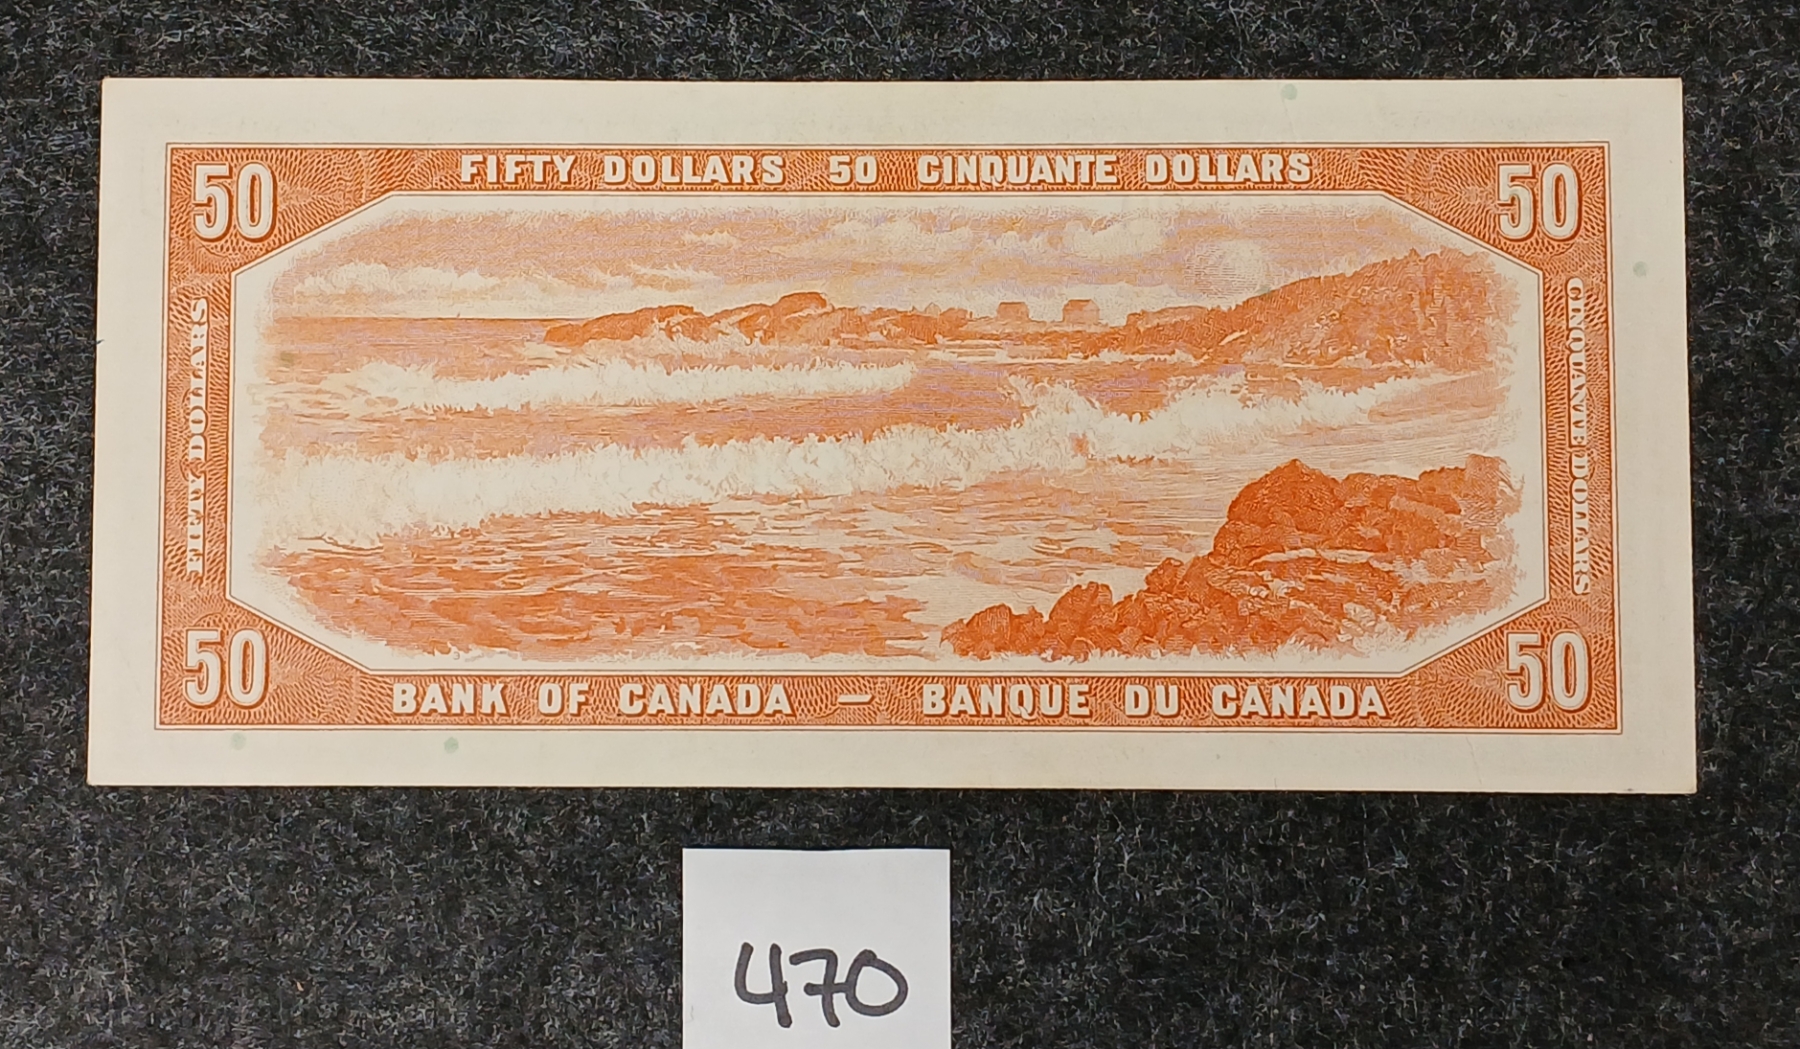 50 FIFTY DOLLARS 50 CINQUANTE DOLLARS 50
FIFTY DOLLARS
CINQUANTE DOLLARS
50 BANK OF CANADA — BANQUE DU CANADA 50
470